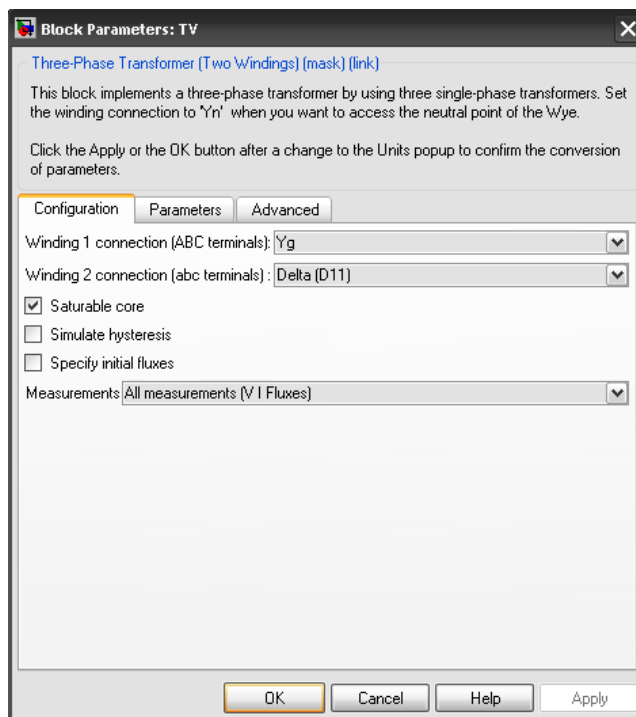 Block Parameters: TV
Three-Phase Transformer (Two Windings) (mask) (link)
This block implements a three-phase transformer by using three single-phase transformers. Set
the winding connection to 'Yn' when you want to access the neutral point of the Wye.
Click the Apply or the OK button after a change to the Units popup to confirm the conversion
of parameters.
Configuration Parameters Advanced
Winding 1 connection (ABC terminals): Yg
Winding 2 connection (abc terminals) : Delta (D11)
Saturable core
Simulate hysteresis
Specify initial fluxes
Measurements All measurements (V I Fluxes)
OK Cancel Help Apply